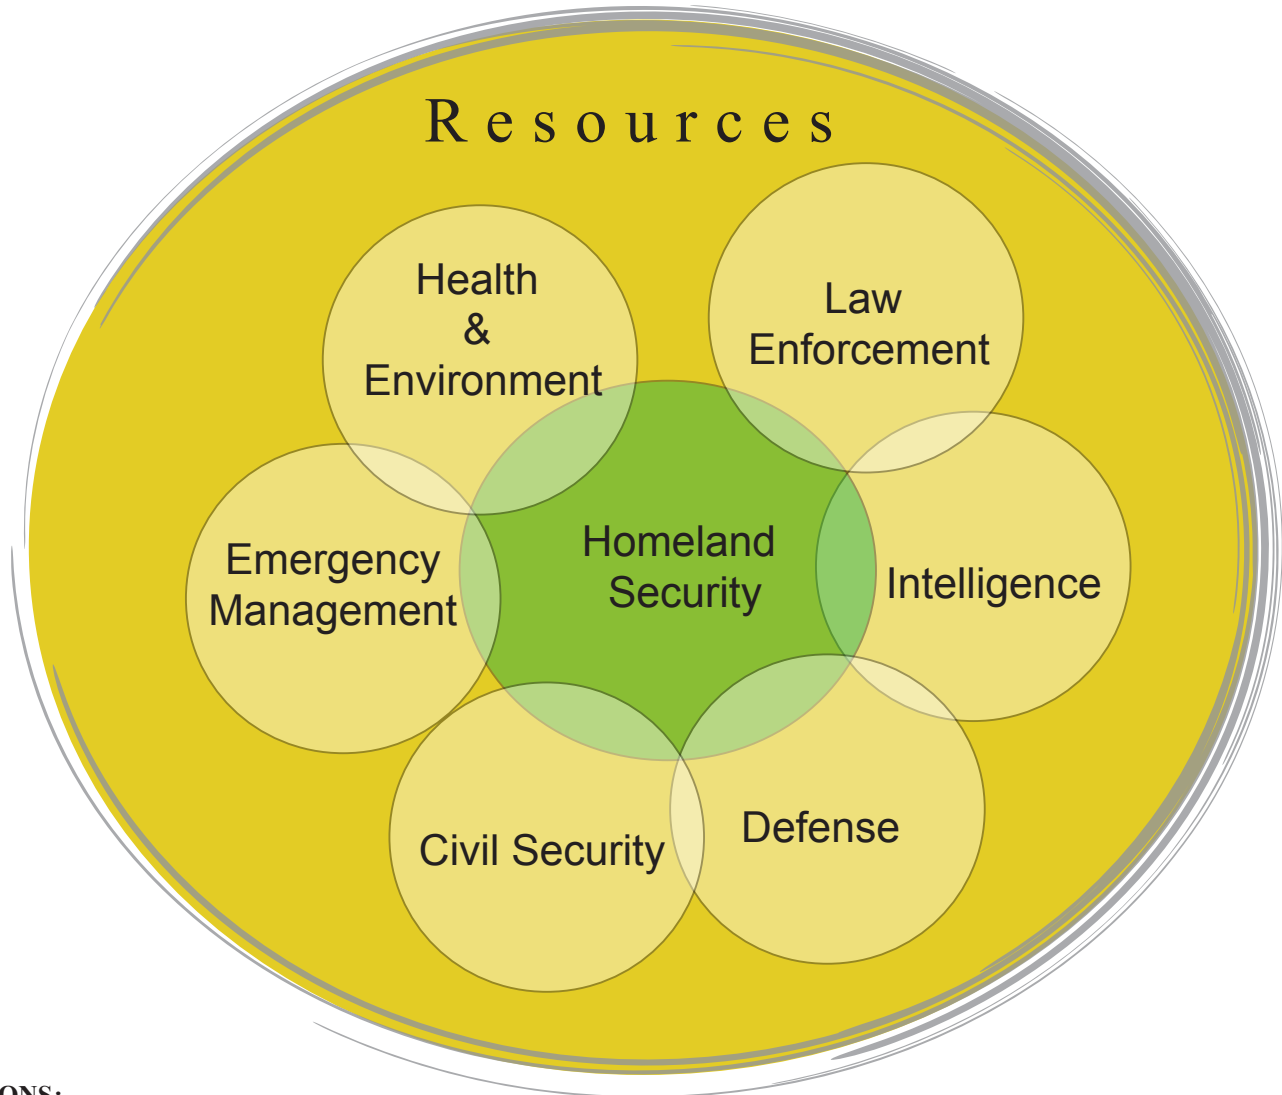 Resources
Health
&
Environment
Law
Enforcement
Homeland
Security
Emergency
Management
Intelligence
Civil Security
Defense